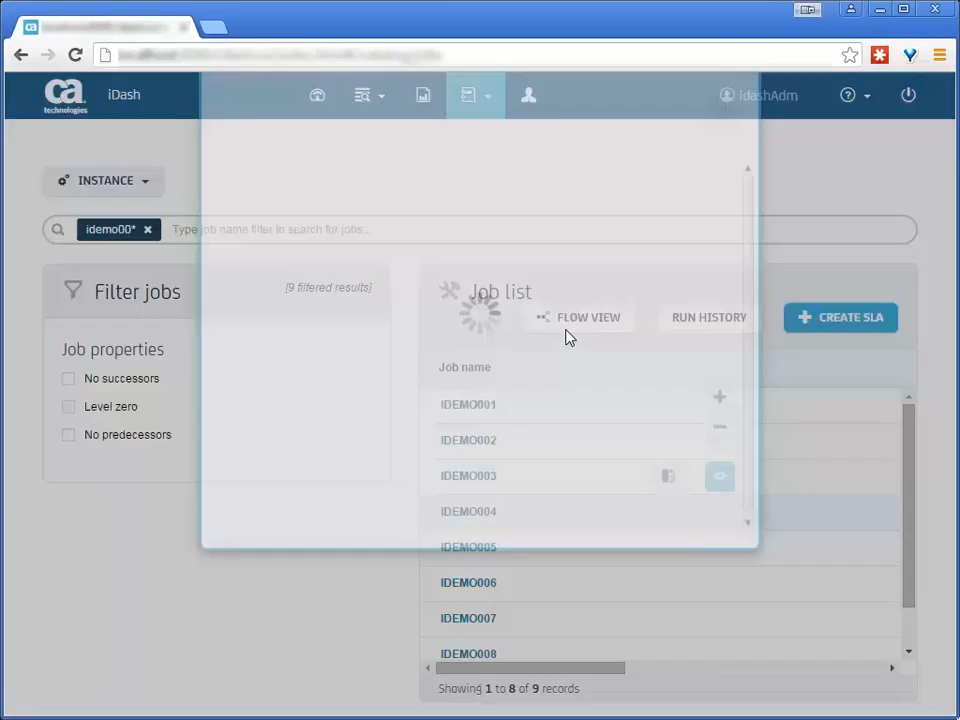 ca
ca
technologies
iDash
idashAdm
INSTANCE
idemo00*
Type job name filter to search for jobs...
Filter jobs
[9 filtered results]
Job properties
No successors
Level zero
No predecessors
Job list
FLOW VIEW
RUN HISTORY
CREATE SLA
Job name
IDEMO001
IDEMO002
IDEMO003
IDEMO004
IDEMO005
IDEMO006
IDEMO007
IDEMO008
Showing 1 to 8 of 9 records